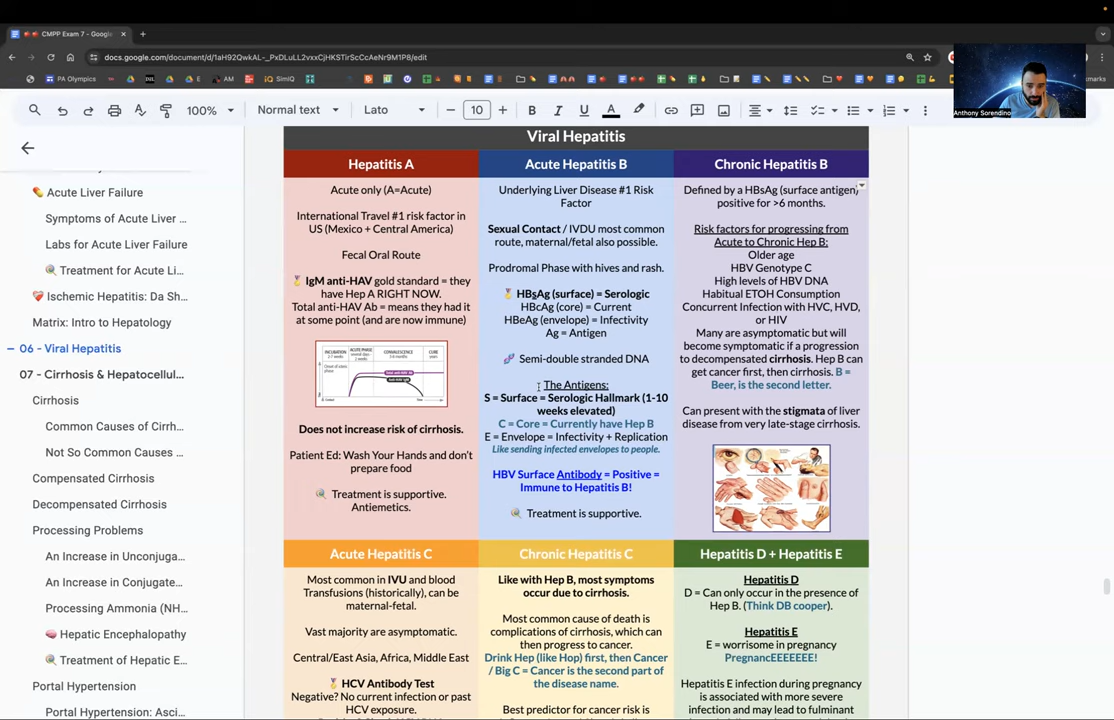 CMPP Exam 7 - Google
docs.google.com/document/d/1aH92QwkAL-_PxDLuLL2vxxCjHKSTirScCcAeNr9M1P8/edit
PA Olympics
AM
IQ
SimIQ
Anthony Sorendino
100%
Normal text
Lato
10
Acute Liver Failure
Symptoms of Acute Liver ...
Labs for Acute Liver Failure
Treatment for Acute Li...
Ischemic Hepatitis: Da Sh...
Matrix: Intro to Hepatology
06 - Viral Hepatitis
07 - Cirrhosis & Hepatocellul...
Cirrhosis
Common Causes of Cirrh...
Not So Common Causes ...
Compensated Cirrhosis
Decompensated Cirrhosis
Processing Problems
An Increase in Unconjuga...
An Increase in Conjugate...
Processing Ammonia (NH...
Hepatic Encephalopathy
Treatment of Hepatic E...
Portal Hypertension
Portal Hypertension: Asci...
Viral Hepatitis
Hepatitis A
Acute only (A=Acute)
International Travel #1 risk factor in
US (Mexico + Central America)
Fecal Oral Route
🥇 IgM anti-HAV gold standard = they
have Hep A RIGHT NOW.
Total anti-HAV Ab = means they had it
at some point (and are now immune)
Does not increase risk of cirrhosis.
Patient Ed: Wash Your Hands and don't
prepare food
Treatment is supportive.
Antiemetics.
Acute Hepatitis B
Underlying Liver Disease #1 Risk
Factor
Sexual Contact / IVDU most common
route, maternal/fetal also possible.
Prodromal Phase with hives and rash.
🥇 HBsAg (surface) = Serologic
HBcAg (core) = Current
HBeAg (envelope) = Infectivity
Ag = Antigen
🧬 Semi-double stranded DNA
The Antigens:
S = Surface = Serologic Hallmark (1-10
weeks elevated)
C = Core = Currently have Hep B
E = Envelope = Infectivity + Replication
Like sending infected envelopes to people.
HBV Surface Antibody = Positive =
Immune to Hepatitis B!
Treatment is supportive.
Chronic Hepatitis B
Defined by a HBsAg (surface antigen)
positive for >6 months.
Risk factors for progressing from
Acute to Chronic Hep B:
Older age
HBV Genotype C
High levels of HBV DNA
Habitual ETOH Consumption
Concurrent Infection with HVC, HVD,
or HIV
Many are asymptomatic but will
become symptomatic if a progression
to decompensated cirrhosis. Hep B can
get cancer first, then cirrhosis. B =
Beer, is the second letter.
Can present with the stigmata of liver
disease from very late-stage cirrhosis.
Acute Hepatitis C
Most common in IVU and blood
Transfusions (historically), can be
maternal-fetal.
Vast majority are asymptomatic.
Central/East Asia, Africa, Middle East
🥇 HCV Antibody Test
Negative? No current infection or past
HCV exposure.
Chronic Hepatitis C
Like with Hep B, most symptoms
occur due to cirrhosis.
Most common cause of death is
complications of cirrhosis, which can
then progress to cancer.
Drink Hep (like Hop) first, then Cancer
/ Big C = Cancer is the second part of
the disease name.
Best predictor for cancer risk is
Hepatitis D + Hepatitis E
Hepatitis D
D = Can only occur in the presence of
Hep B. (Think DB cooper).
Hepatitis E
E = worrisome in pregnancy
PregnancEEEEEEE!
Hepatitis E infection during pregnancy
is associated with more severe
infection and may lead to fulminant